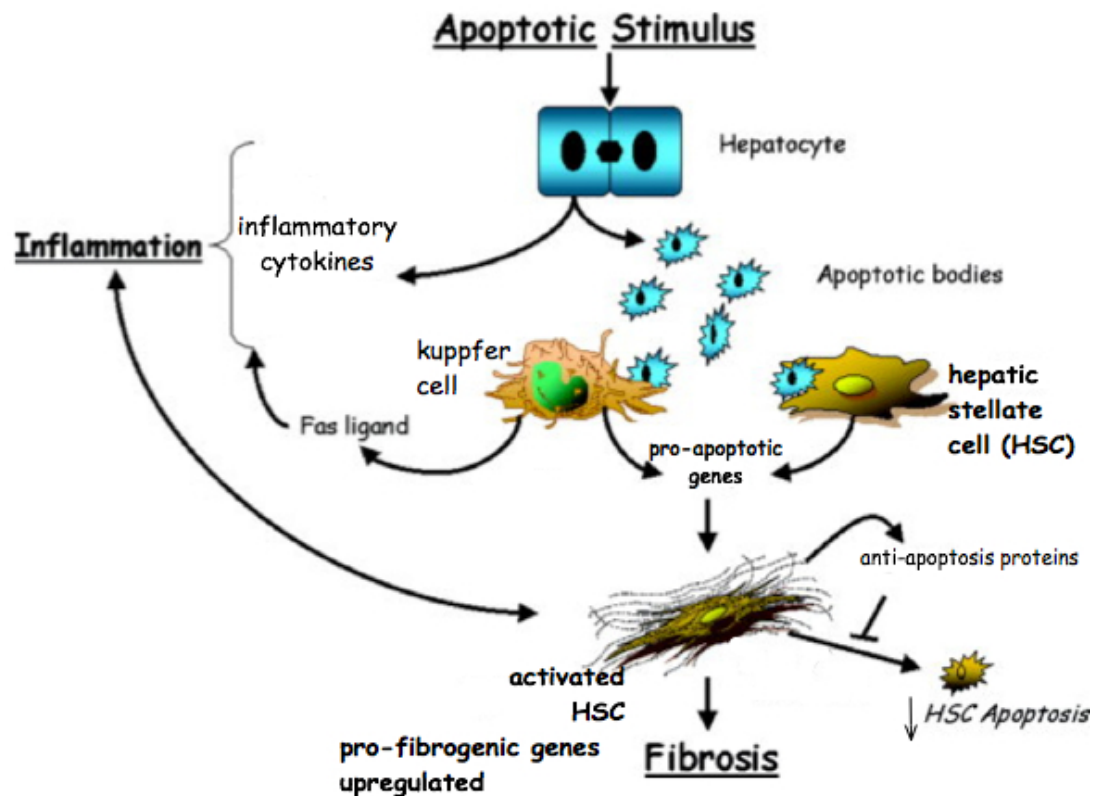 Apoptotic Stimulus
Hepatocyte
inflammatory
cytokines
Inflammation
Apoptotic bodies
kuppfer
cell
hepatic
stellate
cell (HSC)
Fas ligand
pro-apoptotic
genes
anti-apoptosis proteins
activated
HSC
HSC Apoptosis
pro-fibrogenic genes
upregulated
Fibrosis